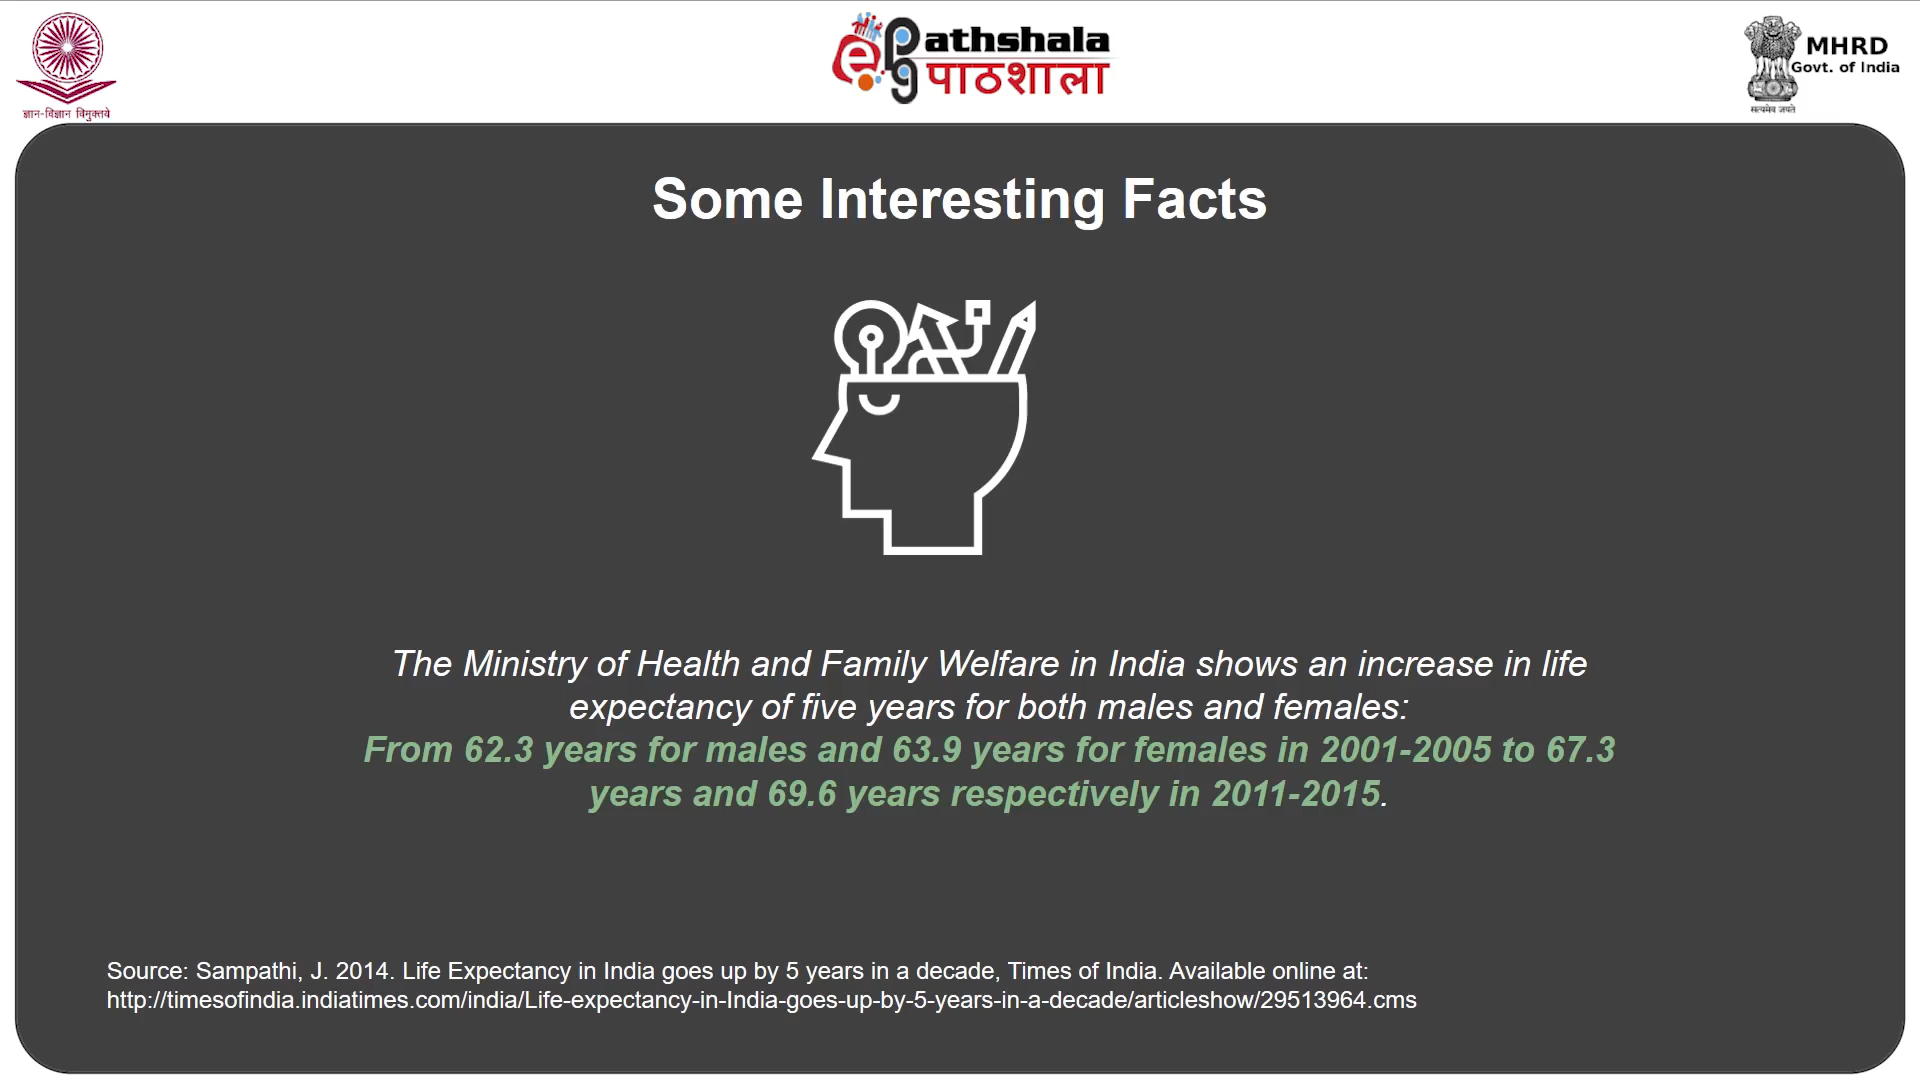 ज्ञान-विज्ञान विमुक्तये
e Pathshala
पाठशाला
MHRD
Govt. of India
सत्यमेव जयते
Some Interesting Facts
The Ministry of Health and Family Welfare in India shows an increase in life
expectancy of five years for both males and females:
From 62.3 years for males and 63.9 years for females in 2001-2005 to 67.3
years and 69.6 years respectively in 2011-2015.
Source: Sampathi, J. 2014. Life Expectancy in India goes up by 5 years in a decade, Times of India. Available online at:
http://timesofindia.indiatimes.com/india/Life-expectancy-in-India-goes-up-by-5-years-in-a-decade/articleshow/29513964.cms